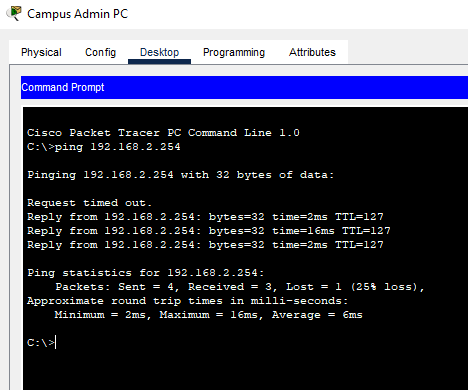 Campus Admin PC
Physical Config Desktop Programming Attributes
Command Prompt
Cisco Packet Tracer PC Command Line 1.0
C:\>ping 192.168.2.254
Pinging 192.168.2.254 with 32 bytes of data:
Request timed out.
Reply from 192.168.2.254: bytes=32 time=2ms TTL=127
Reply from 192.168.2.254: bytes=32 time=16ms TTL=127
Reply from 192.168.2.254: bytes=32 time=2ms TTL=127
Ping statistics for 192.168.2.254:
Packets: Sent = 4, Received = 3, Lost = 1 (25% loss),
Approximate round trip times in milli-seconds:
Minimum = 2ms, Maximum = 16ms, Average = 6ms
C:\>